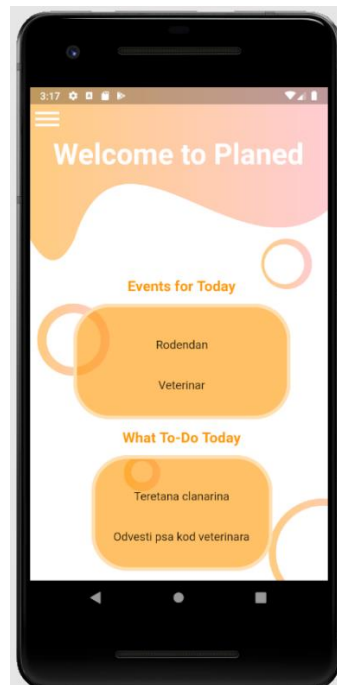 3:17
Welcome to Planed
Events for Today
Rodendan
Veterinar
What To-Do Today
Teretana clanarina
Odvesti psa kod veterinara